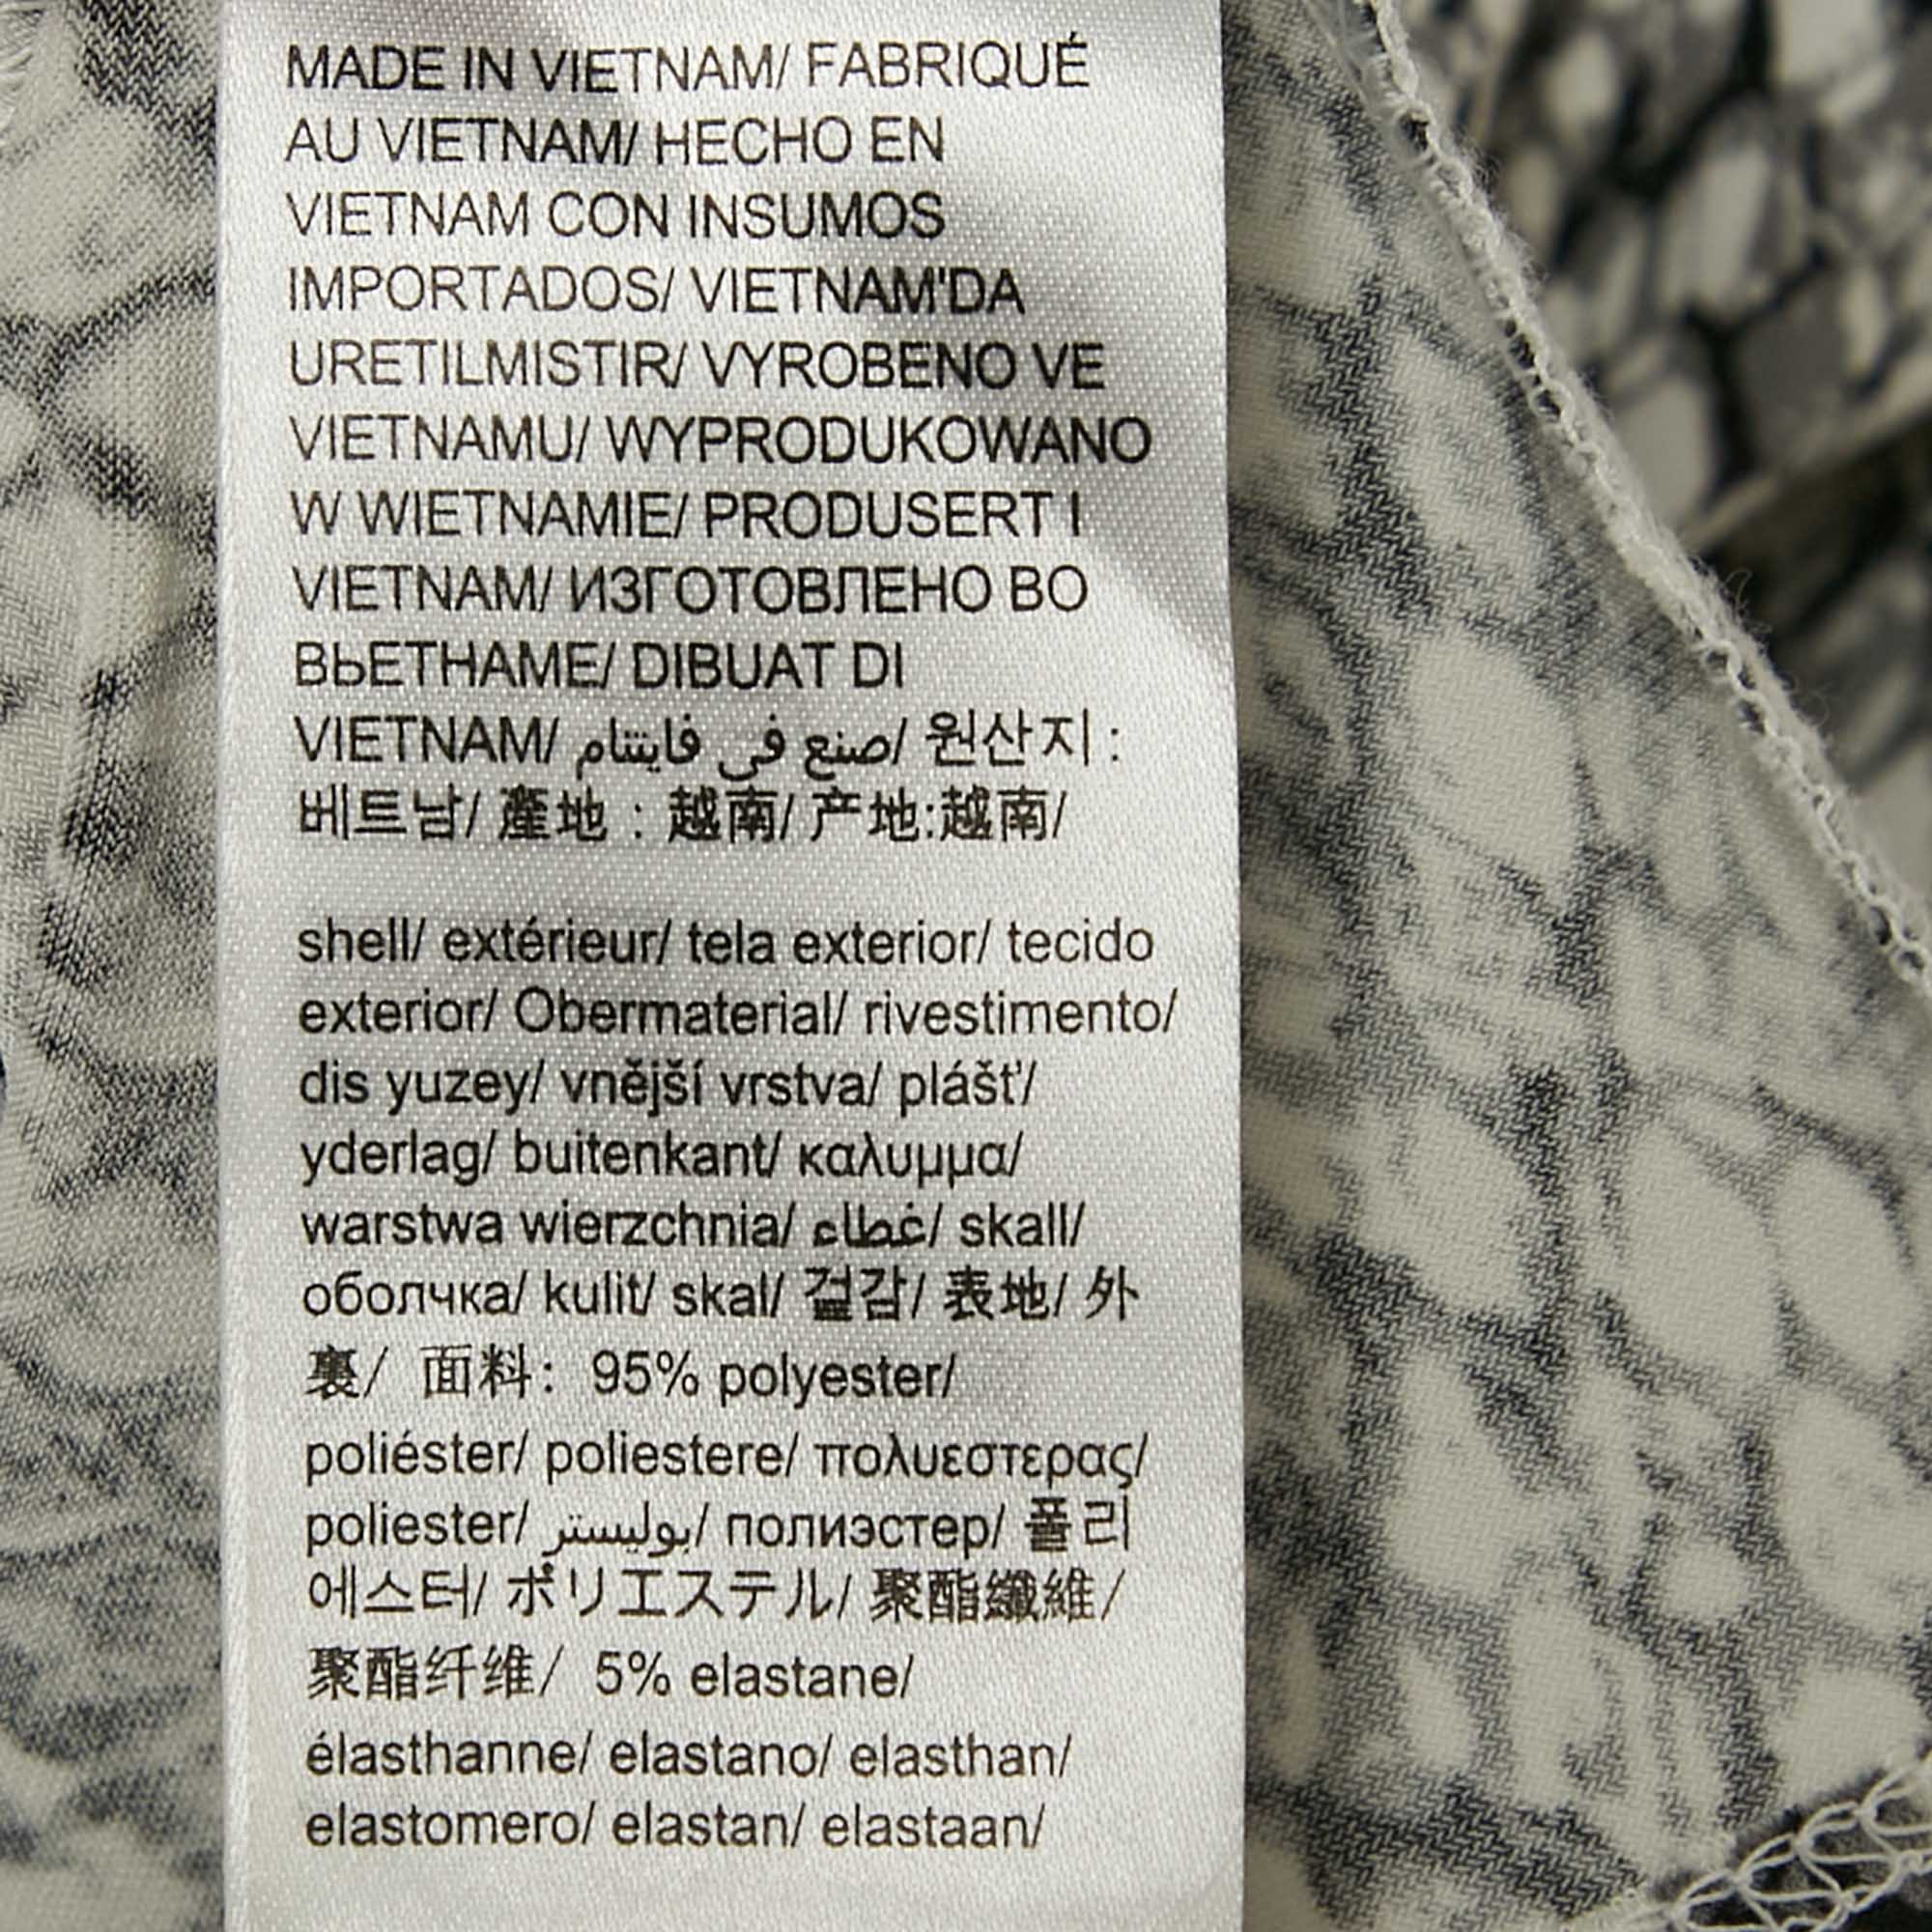 MADE IN VIETNAM/ FABRIQUÉ
AU VIETNAM/ HECHO EN
VIETNAM CON INSUMOS
IMPORTADOS/ VIETNAM'DA
URETILMISTIR/ VYROBENO VE
VIETNAMU/ WYPRODUKOWANO
W WIETNAMIE/ PRODUSERT I
VIETNAM/ ИЗГОТОВЛЕНО ВО
ВЬЕТНАМЕ/ DIBUAT DI
VIETNAM/ صنع في فايتنام/ 원산지 :
베트남/ 產地 : 越南/ 产地:越南/
shell/ extérieur/ tela exterior/ tecido
exterior/ Obermaterial/ rivestimento/
dis yuzey/ vnější vrstva/ plášť/
yderlag/ buitenkant/ καλυμμα/
warstwa wierzchnia/ غطاء/ skall/
оболчка/ kulit/ skal/ 겉감/ 表地/ 外
裏/ 面料: 95% polyester/
poliéster/ poliestere/ πολυεστερας/
poliester/ بوليستر/ полиэстер/ 폴리
에스터/ ポリエステル/ 聚酯纖維/
聚酯纤维/ 5% elastane/
élasthanne/ elastano/ elasthan/
elastomero/ elastan/ elastaan/